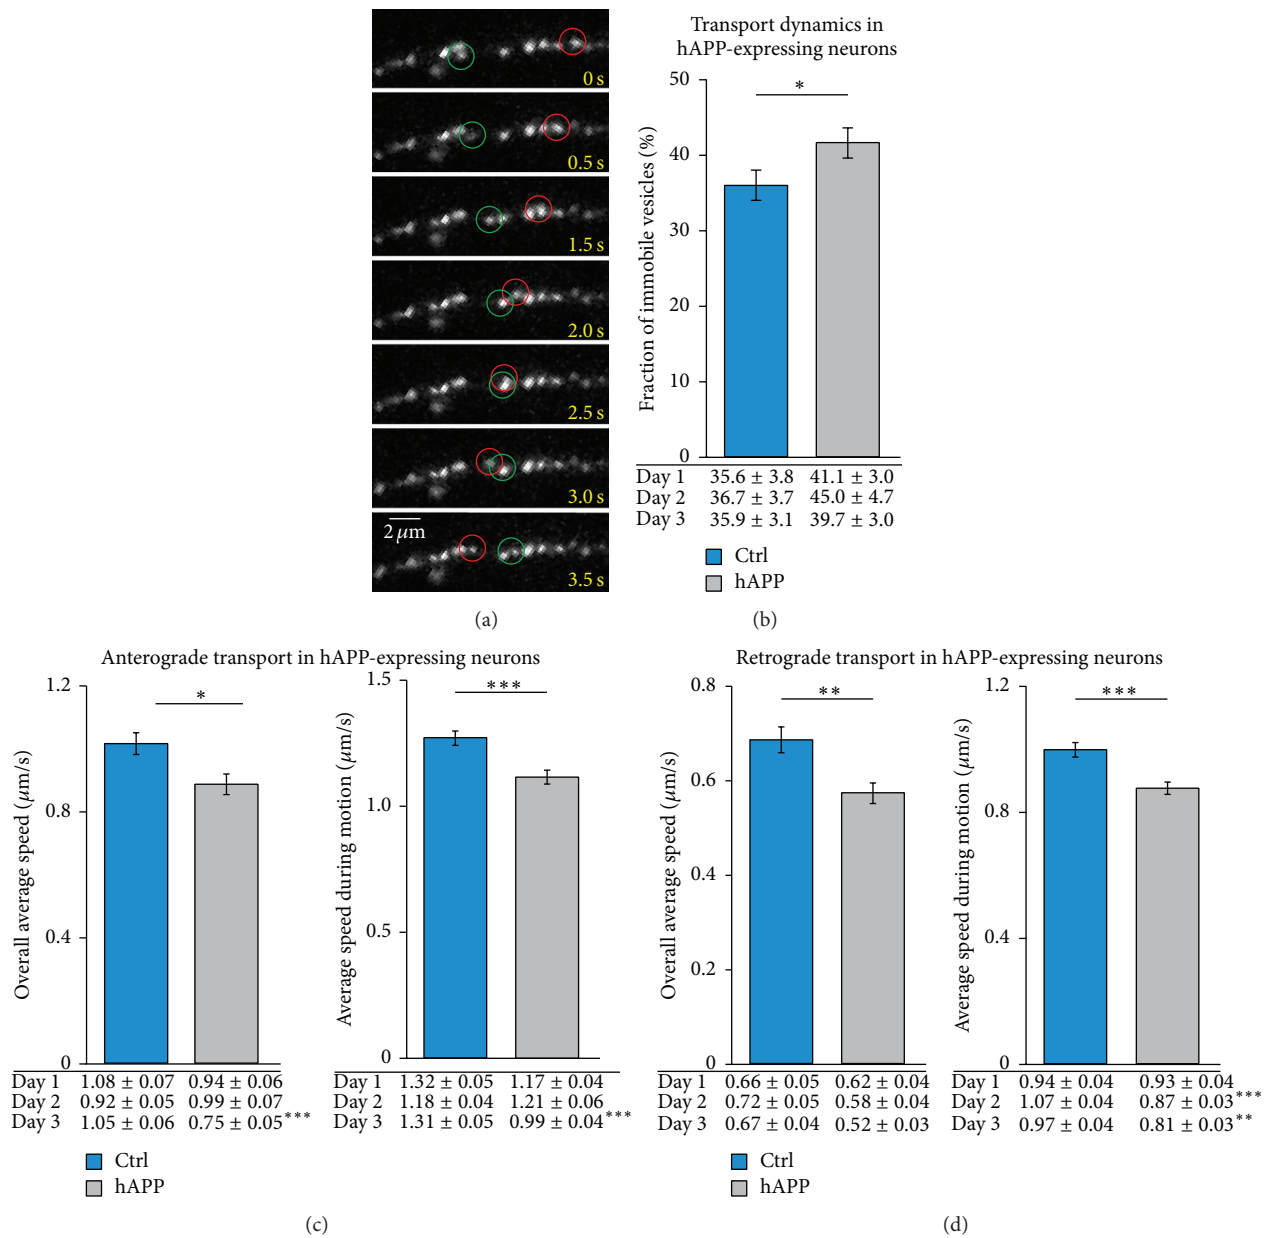 0 s
0.5 s
1.5 s
2.0 s
2.5 s
3.0 s
2 μm
3.5 s
(a)
Transport dynamics in
hAPP-expressing neurons
Fraction of immobile vesicles (%)
50
40
30
20
10
0
*
Day 1 35.6 ± 3.8 41.1 ± 3.0
Day 2 36.7 ± 3.7 45.0 ± 4.7
Day 3 35.9 ± 3.1 39.7 ± 3.0
Ctrl
hAPP
(b)
Anterograde transport in hAPP-expressing neurons
Overall average speed (μm/s)
1.2
0.8
0.4
0
*
Day 1 1.08 ± 0.07 0.94 ± 0.06
Day 2 0.92 ± 0.05 0.99 ± 0.07
Day 3 1.05 ± 0.06 0.75 ± 0.05***
Average speed during motion (μm/s)
1.5
1.0
0.5
0
***
Day 1 1.32 ± 0.05 1.17 ± 0.04
Day 2 1.18 ± 0.04 1.21 ± 0.06
Day 3 1.31 ± 0.05 0.99 ± 0.04***
Ctrl
hAPP
(c)
Retrograde transport in hAPP-expressing neurons
Overall average speed (μm/s)
0.8
0.6
0.4
0.2
0
**
Day 1 0.66 ± 0.05 0.62 ± 0.04
Day 2 0.72 ± 0.05 0.58 ± 0.04
Day 3 0.67 ± 0.04 0.52 ± 0.03
Average speed during motion (μm/s)
1.2
0.8
0.4
0
***
Day 1 0.94 ± 0.04 0.93 ± 0.04
Day 2 1.07 ± 0.04 0.87 ± 0.03***
Day 3 0.97 ± 0.04 0.81 ± 0.03**
Ctrl
hAPP
(d)